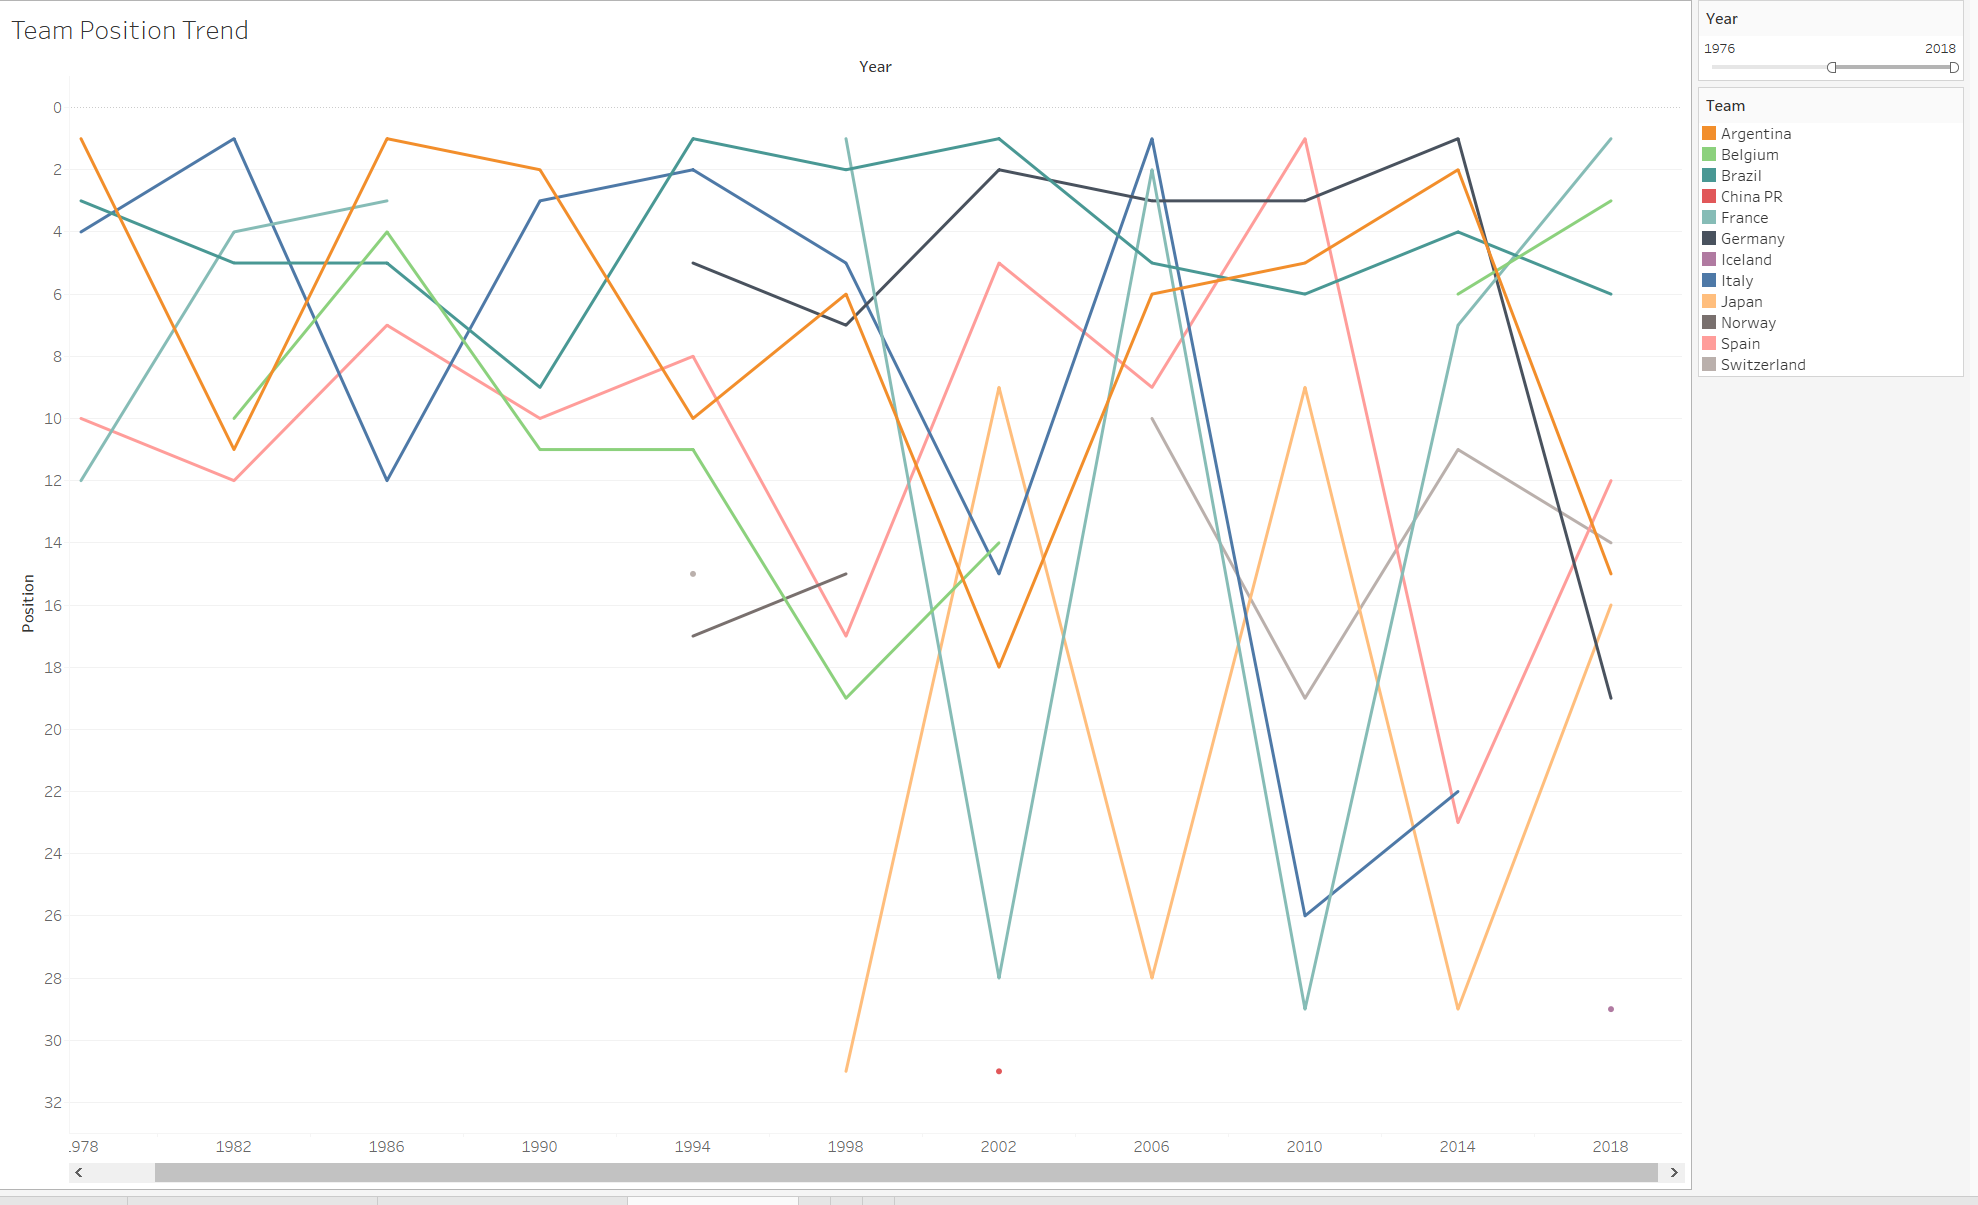 Team Position Trend
Year
0
2
4
6
8
10
12
14
16
18
20
22
24
26
28
30
32
Position
.978 1982 1986 1990 1994 1998 2002 2006 2010 2014 2018
Year
1976 2018
Team
Argentina
Belgium
Brazil
China PR
France
Germany
Iceland
Italy
Japan
Norway
Spain
Switzerland